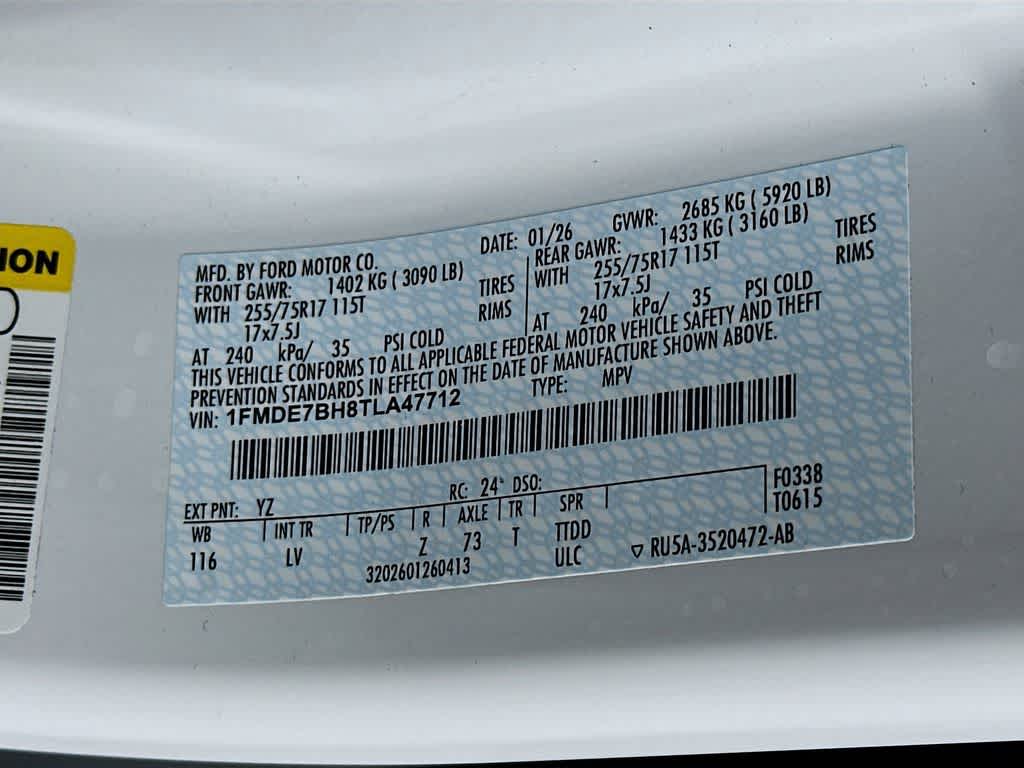 ION
MFD. BY FORD MOTOR CO.
DATE: 01/26
GVWR: 2685 KG ( 5920 LB)
FRONT GAWR: 1402 KG ( 3090 LB)
WITH 255/75R17 115T TIRES
17x7.5J RIMS
AT 240 kPa/ 35 PSI COLD
REAR GAWR: 1433 KG ( 3160 LB)
WITH 255/75R17 115T TIRES
17x7.5J RIMS
AT 240 kPa/ 35 PSI COLD
THIS VEHICLE CONFORMS TO ALL APPLICABLE FEDERAL MOTOR VEHICLE SAFETY AND THEFT
PREVENTION STANDARDS IN EFFECT ON THE DATE OF MANUFACTURE SHOWN ABOVE.
VIN: 1FMDE7BH8TLA47712 TYPE: MPV
EXT PNT: YZ RC: 24 DSO: F0338
WB INT TR TP/PS R AXLE TR SPR T0615
116 LV Z 73 T TTDD
3202601260413 ULC ▽ RU5A-3520472-AB